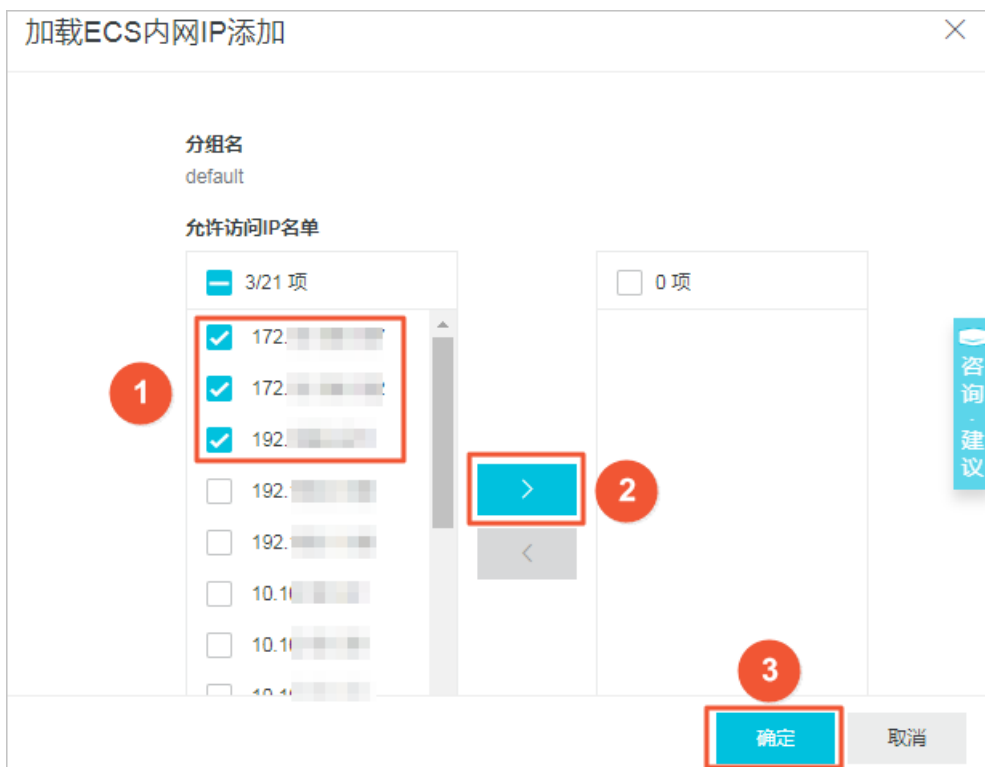 加载ECS内网IP添加
分组名
default
允许访问IP名单
3/21 项
0 项
172.
172.
192.
192.
192.
10.1
10.1
10.1
1
2
3
咨询·建议
确定
取消